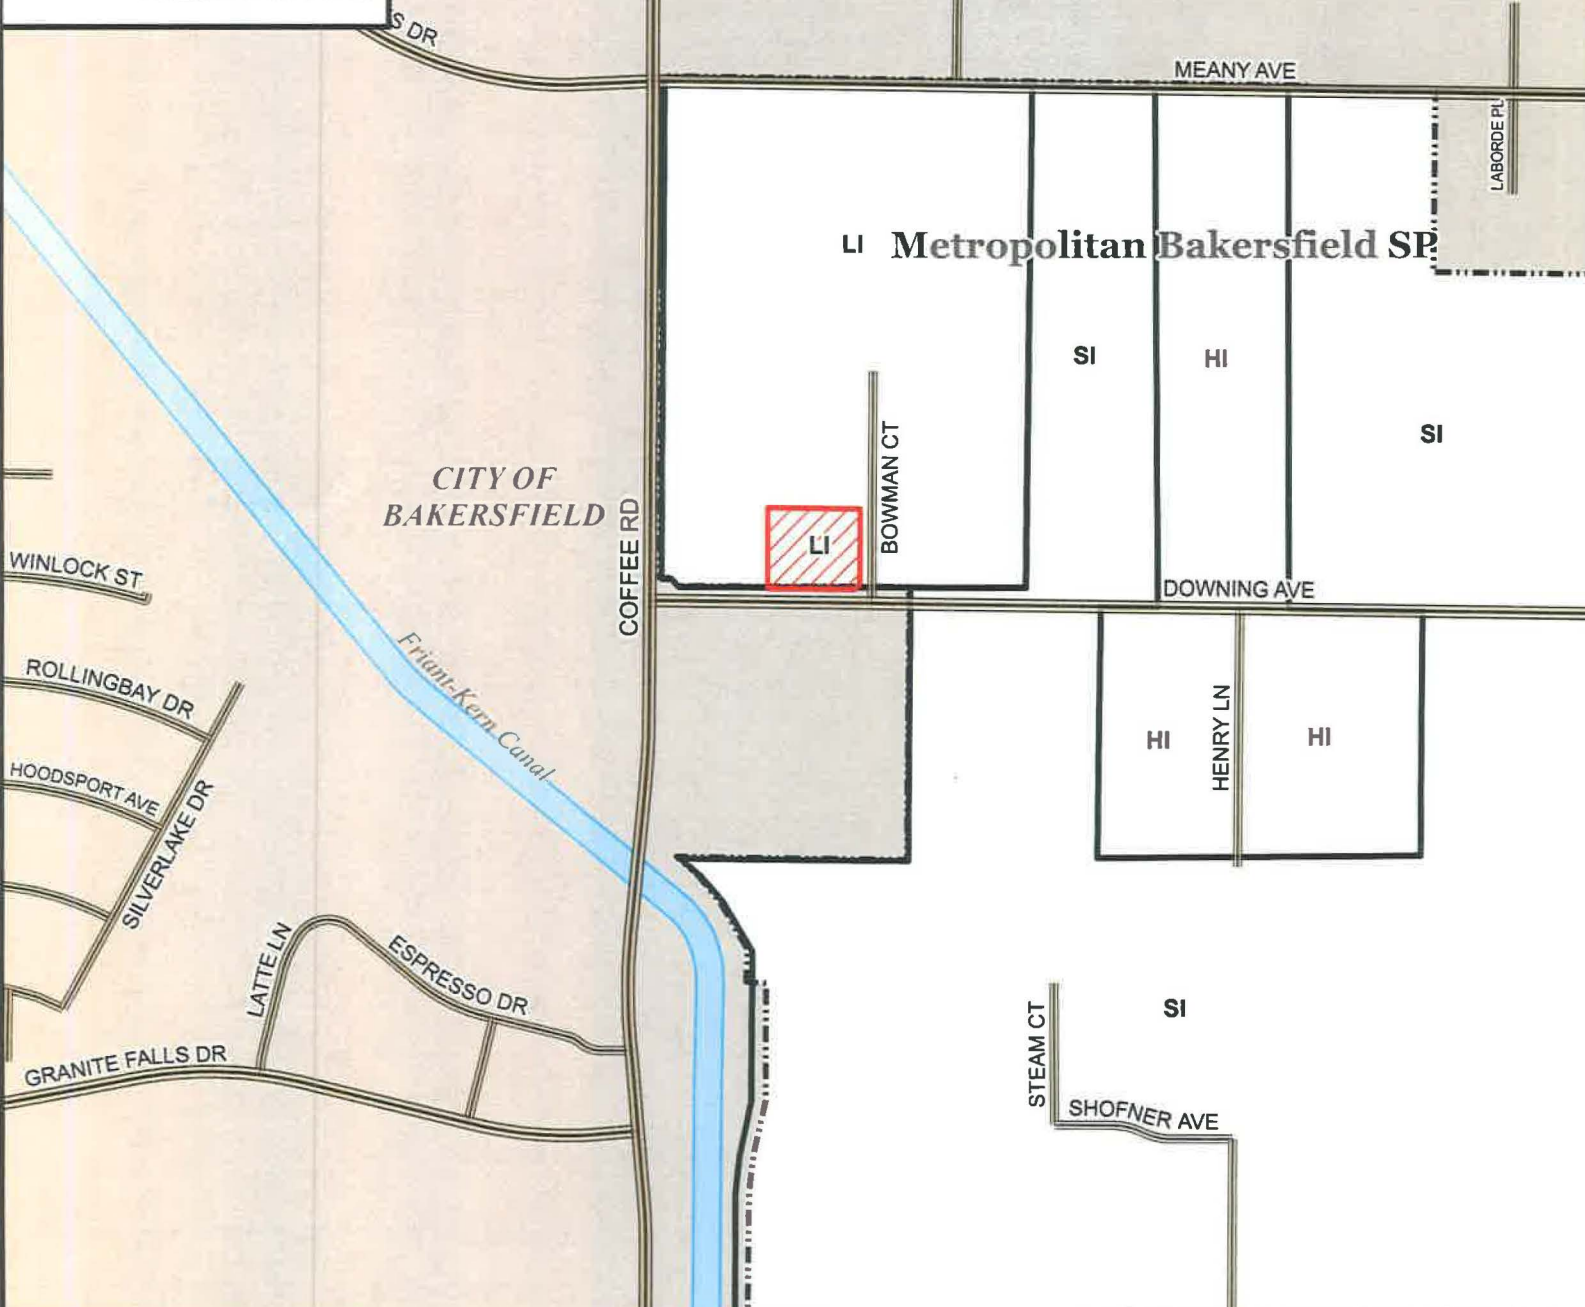 S DR
MEANY AVE
LABORDE PL
LI Metropolitan Bakersfield SP
SI
HI
SI
BOWMAN CT
CITY OF
BAKERSFIELD
COFFEE RD
LI
WINLOCK ST
DOWNING AVE
Friant-Kern Canal
ROLLINGBAY DR
HENRY LN
HI
HI
HOODSPORT AVE
SILVERLAKE DR
LATTE LN
ESPRESSO DR
STEAM CT
SI
GRANITE FALLS DR
SHOFNER AVE